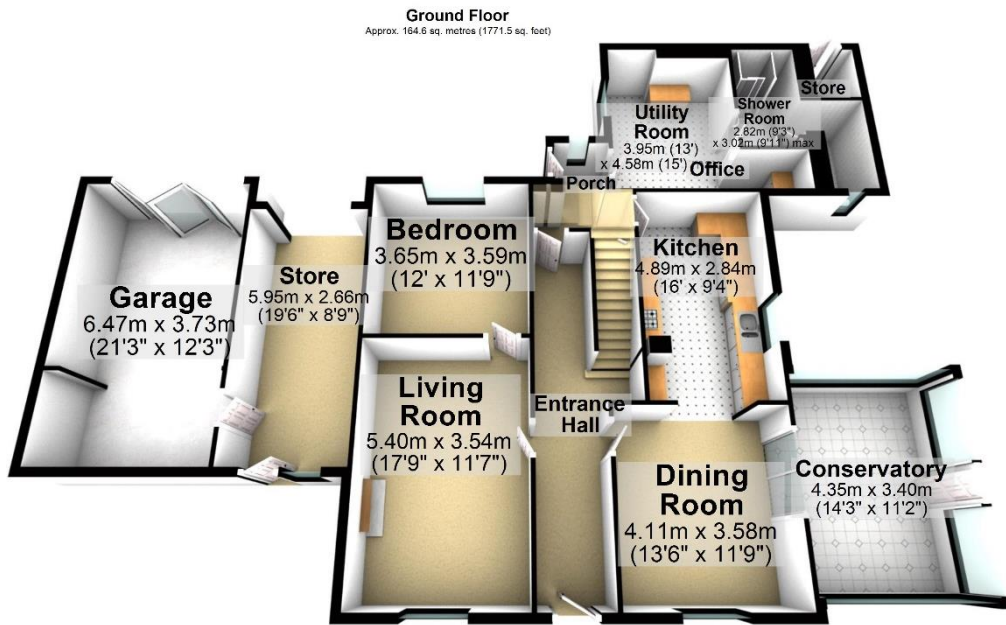 Ground Floor
Approx. 164.6 sq. metres (1771.5 sq. feet)
Utility
Room
3.95m (13')
x 4.58m (15')
Shower
Room
2.82m (9'3")
x 3.02m (9'11") max
Store
Office
Porch
Bedroom
3.65m x 3.59m
(12' x 11'9")
Kitchen
4.89m x 2.84m
(16' x 9'4")
Store
5.95m x 2.66m
(19'6" x 8'9")
Garage
6.47m x 3.73m
(21'3" x 12'3")
Living
Room
5.40m x 3.54m
(17'9" x 11'7")
Entrance
Hall
Dining
Room
4.11m x 3.58m
(13'6" x 11'9")
Conservatory
4.35m x 3.40m
(14'3" x 11'2")